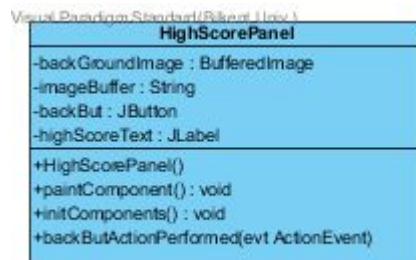 Visual Paradigm Standard(Bilkent Univ.)
HighScorePanel
-backGroundImage : BufferedImage
-imageBuffer : String
-backBut : JButton
-highScoreText : JLabel
+HighScorePanel()
+paintComponent() : void
+initComponents() : void
+backButActionPerformed(evt ActionEvent)